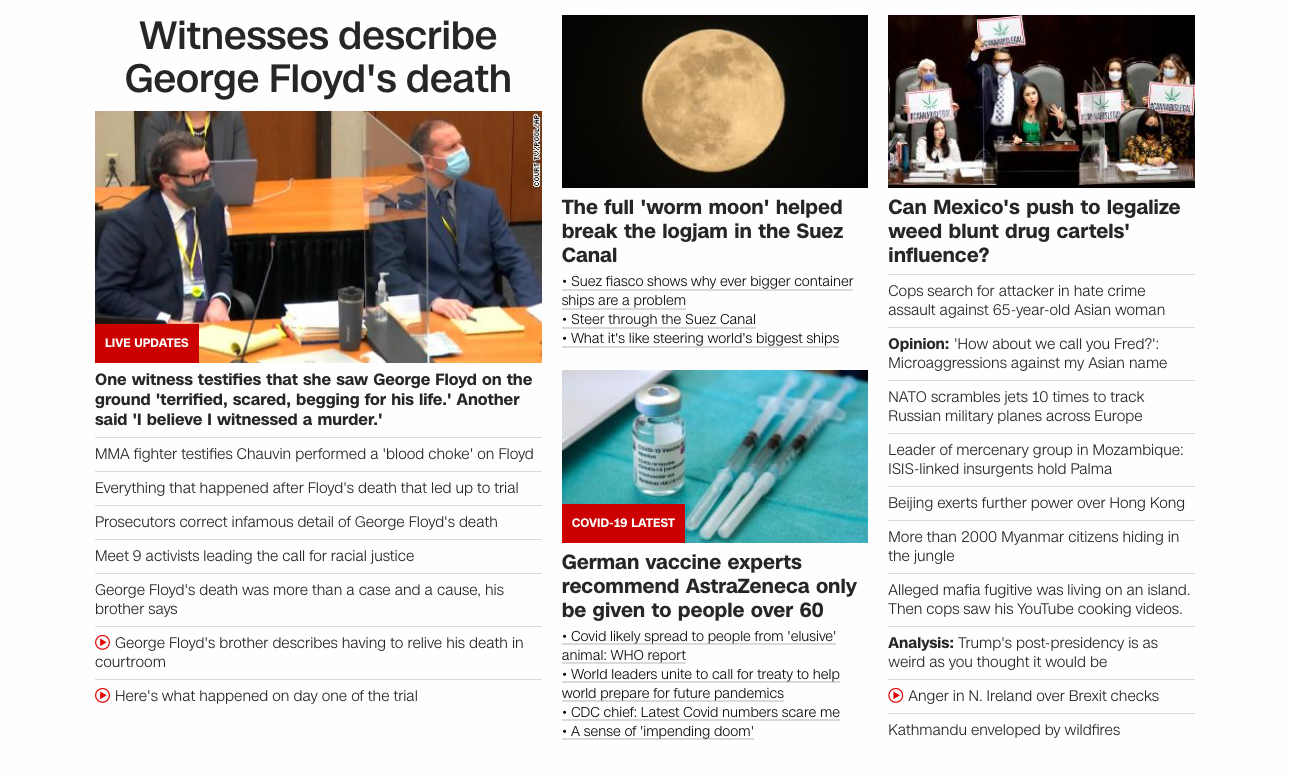 Witnesses describe
George Floyd's death
COURT TV/POOL/AP
LIVE UPDATES
One witness testifies that she saw George Floyd on the
ground 'terrified, scared, begging for his life.' Another
said 'I believe I witnessed a murder.'
MMA fighter testifies Chauvin performed a 'blood choke' on Floyd
Everything that happened after Floyd's death that led up to trial
Prosecutors correct infamous detail of George Floyd's death
Meet 9 activists leading the call for racial justice
George Floyd's death was more than a case and a cause, his
brother says
George Floyd's brother describes having to relive his death in
courtroom
Here's what happened on day one of the trial
The full 'worm moon' helped
break the logjam in the Suez
Canal
• Suez fiasco shows why ever bigger container
ships are a problem
• Steer through the Suez Canal
• What it's like steering world's biggest ships
COVID-19 Vaccine
COVID-19 LATEST
German vaccine experts
recommend AstraZeneca only
be given to people over 60
• Covid likely spread to people from 'elusive'
animal: WHO report
• World leaders unite to call for treaty to help
world prepare for future pandemics
• CDC chief: Latest Covid numbers scare me
• A sense of 'impending doom'
#CANNABISLEGAL
#CANNABISLEGAL
#CANNABISLEGAL
#CANNABISLEGAL
Can Mexico's push to legalize
weed blunt drug cartels'
influence?
Cops search for attacker in hate crime
assault against 65-year-old Asian woman
Opinion: 'How about we call you Fred?':
Microaggressions against my Asian name
NATO scrambles jets 10 times to track
Russian military planes across Europe
Leader of mercenary group in Mozambique:
ISIS-linked insurgents hold Palma
Beijing exerts further power over Hong Kong
More than 2000 Myanmar citizens hiding in
the jungle
Alleged mafia fugitive was living on an island.
Then cops saw his YouTube cooking videos.
Analysis: Trump's post-presidency is as
weird as you thought it would be
Anger in N. Ireland over Brexit checks
Kathmandu enveloped by wildfires